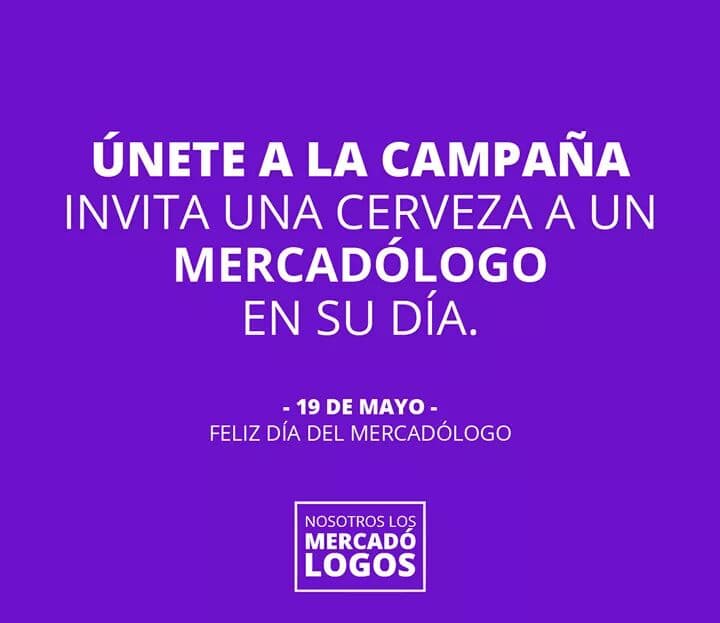 ÚNETE A LA CAMPAÑA
INVITA UNA CERVEZA A UN
MERCADÓLOGO
EN SU DÍA.
- 19 DE MAYO -
FELIZ DÍA DEL MERCADÓLOGO
NOSOTROS LOS
MERCADÓ
LOGOS